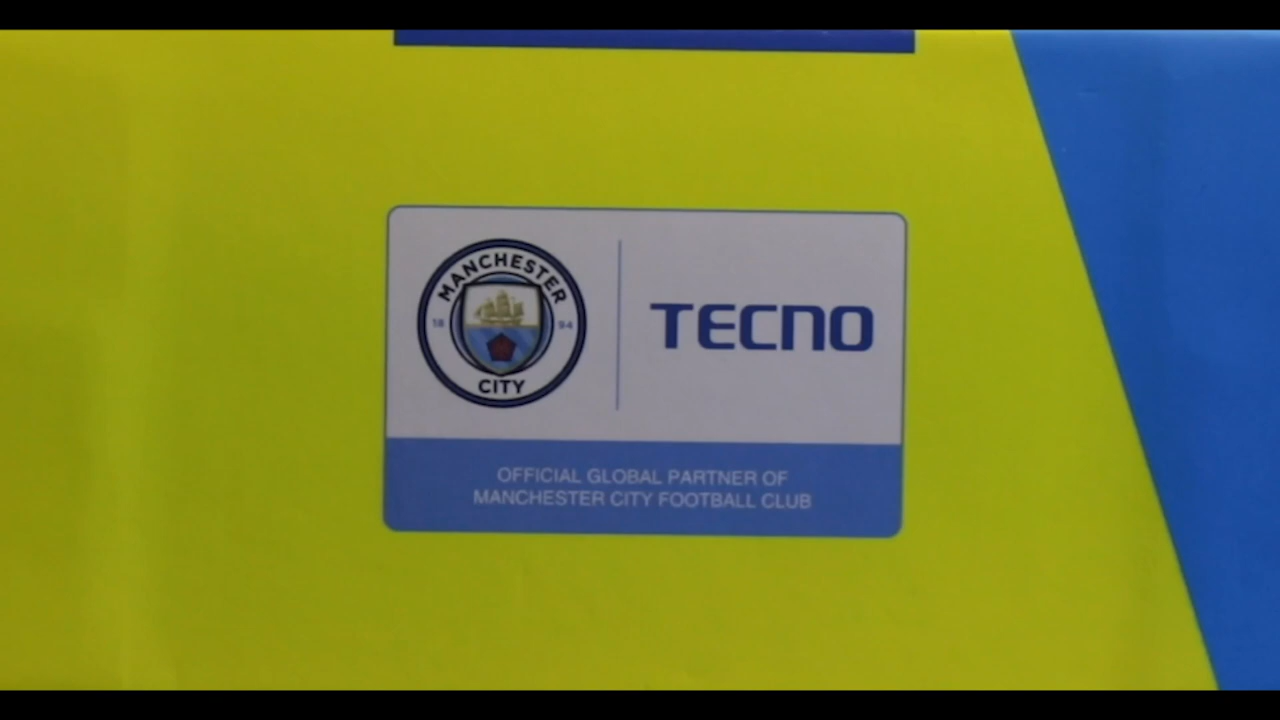 MANCHESTER
18 94
CITY
TECNO
OFFICIAL GLOBAL PARTNER OF
MANCHESTER CITY FOOTBALL CLUB